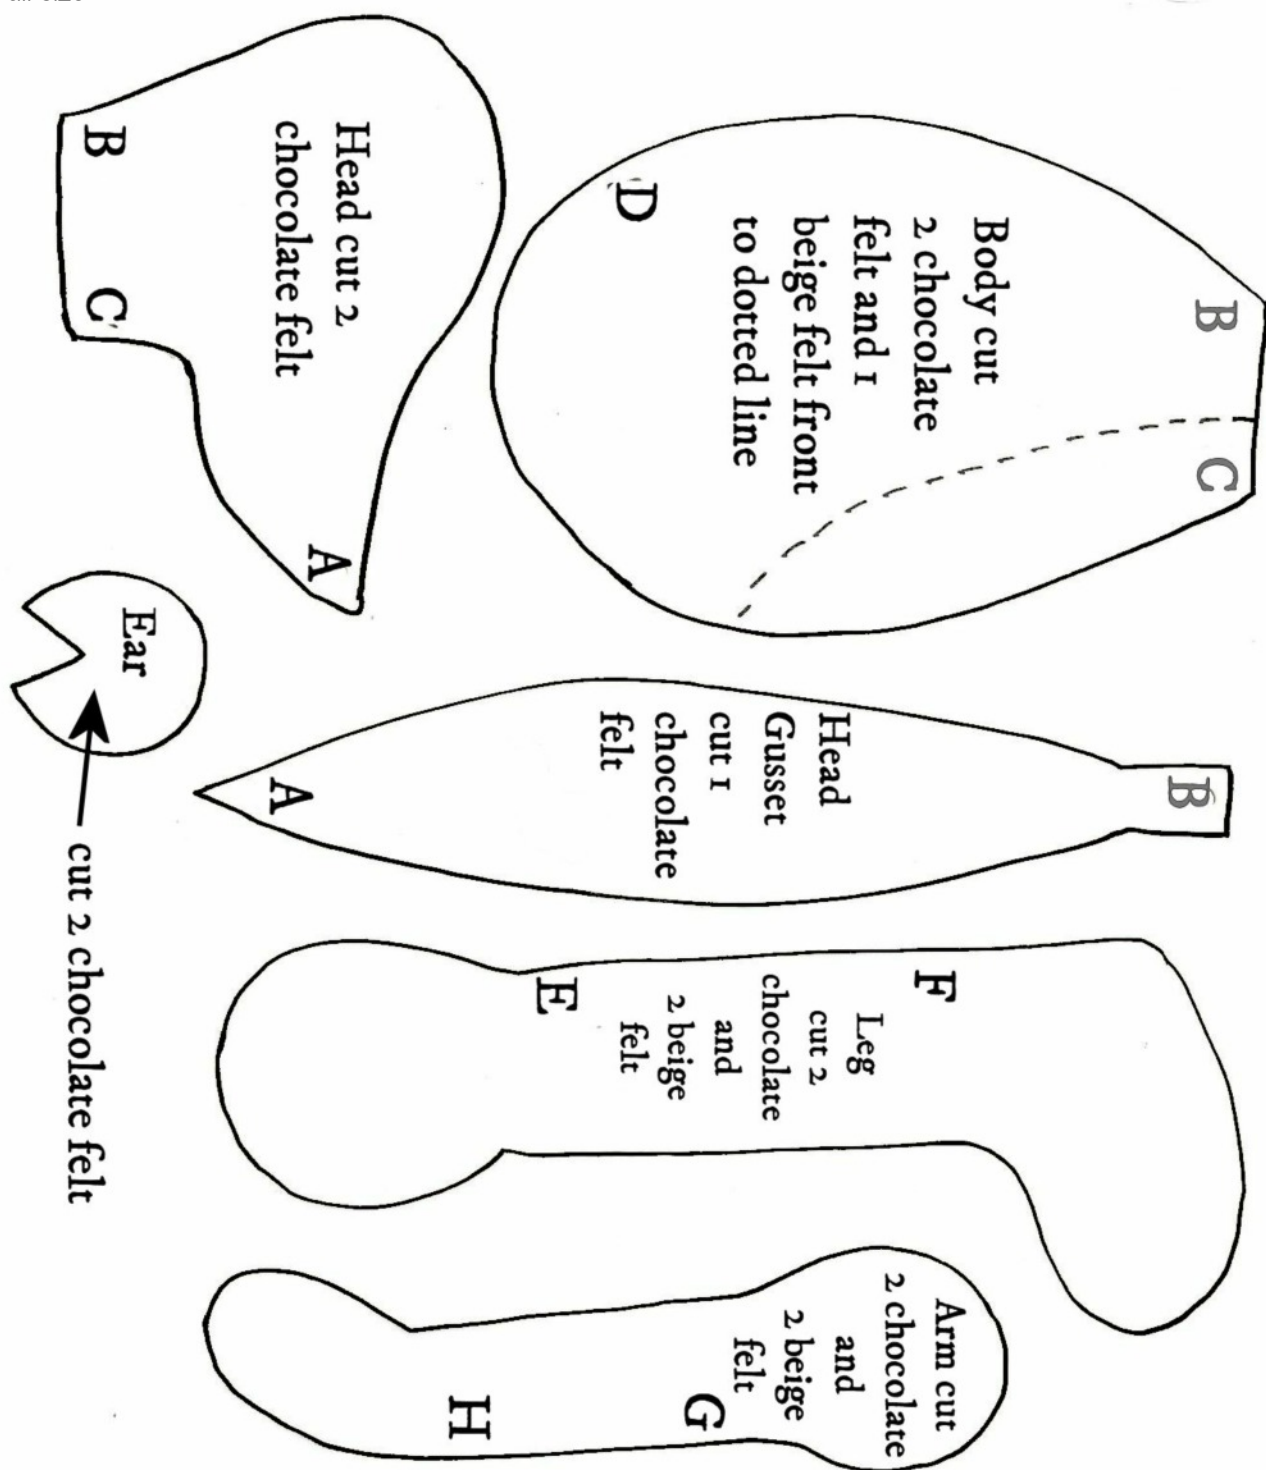 Head cut 2
chocolate felt
B
C
A
Body cut
2 chocolate
felt and 1
beige felt front
to dotted line
B
C
D
Ear
cut 2 chocolate felt
Head
Gusset
cut 1
chocolate
felt
A
B
Leg
cut 2
chocolate
and
2 beige
felt
E
F
Arm cut
2 chocolate
and
2 beige
felt
G
H